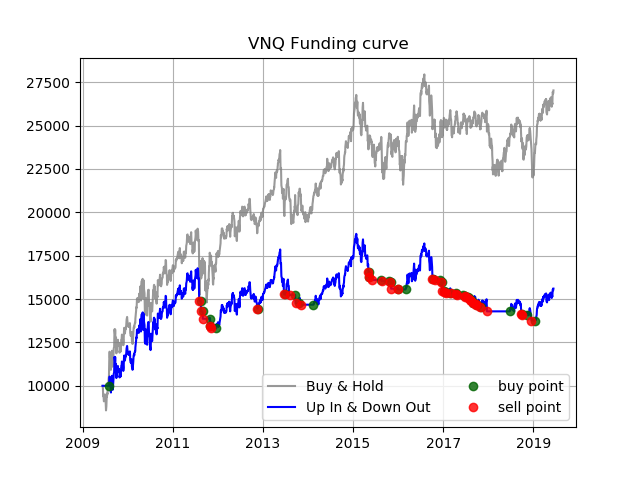 VNQ Funding curve
27500
25000
22500
20000
17500
15000
12500
10000
Buy & Hold
Up In & Down Out
buy point
sell point
2009 2011 2013 2015 2017 2019